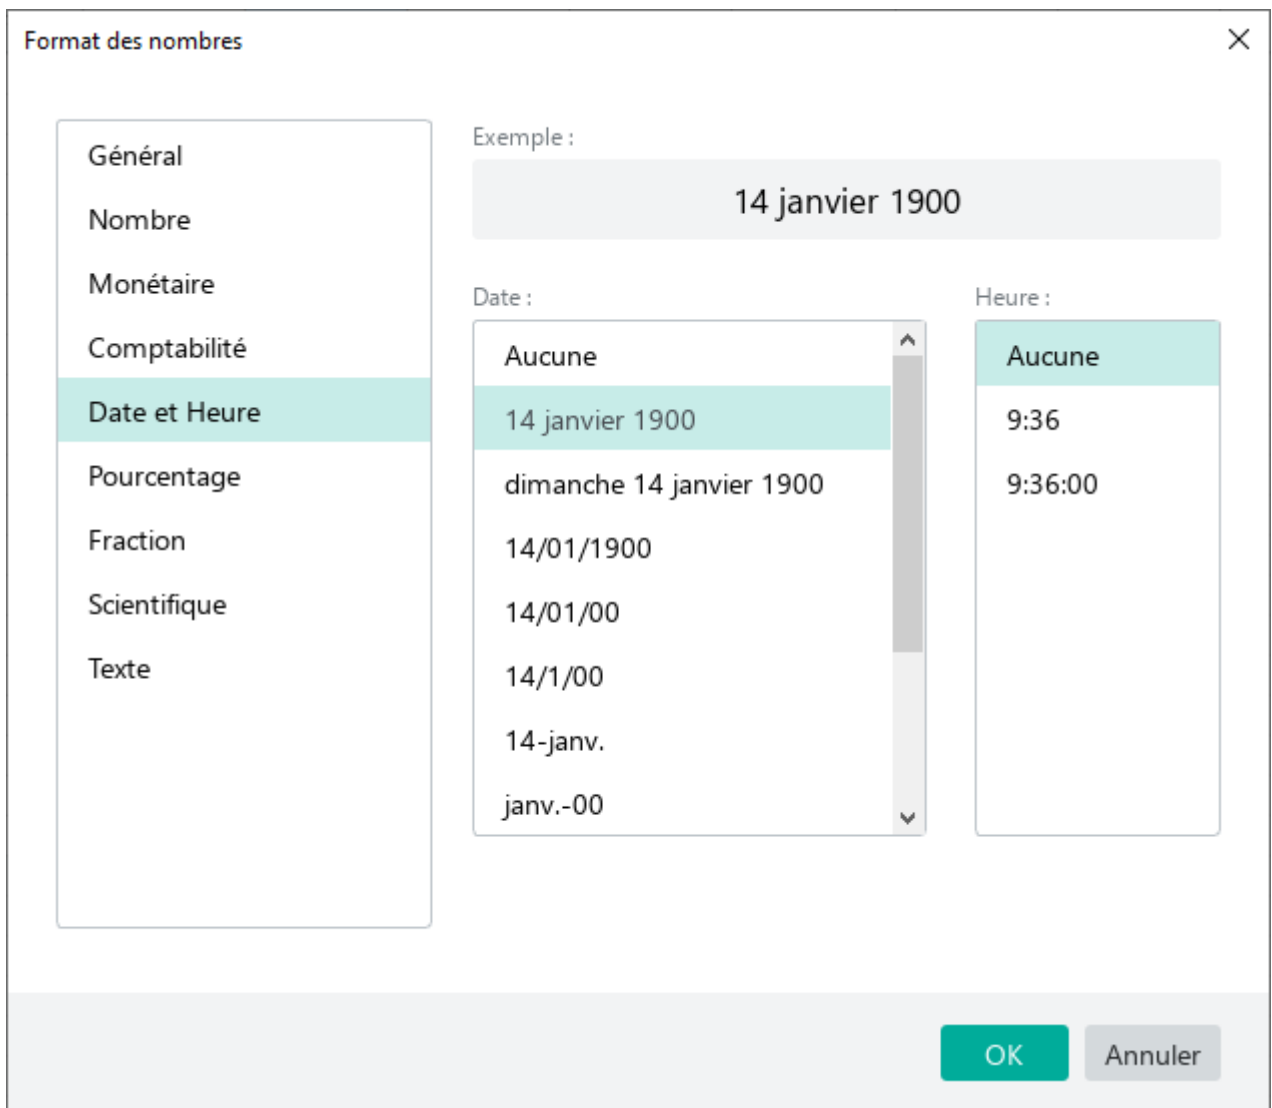 Format des nombres
Général
Nombre
Monétaire
Comptabilité
Date et Heure
Pourcentage
Fraction
Scientifique
Texte
Exemple :
14 janvier 1900
Date :
Aucune
14 janvier 1900
dimanche 14 janvier 1900
14/01/1900
14/01/00
14/1/00
14-janv.
janv.-00
Heure :
Aucune
9:36
9:36:00
OK
Annuler